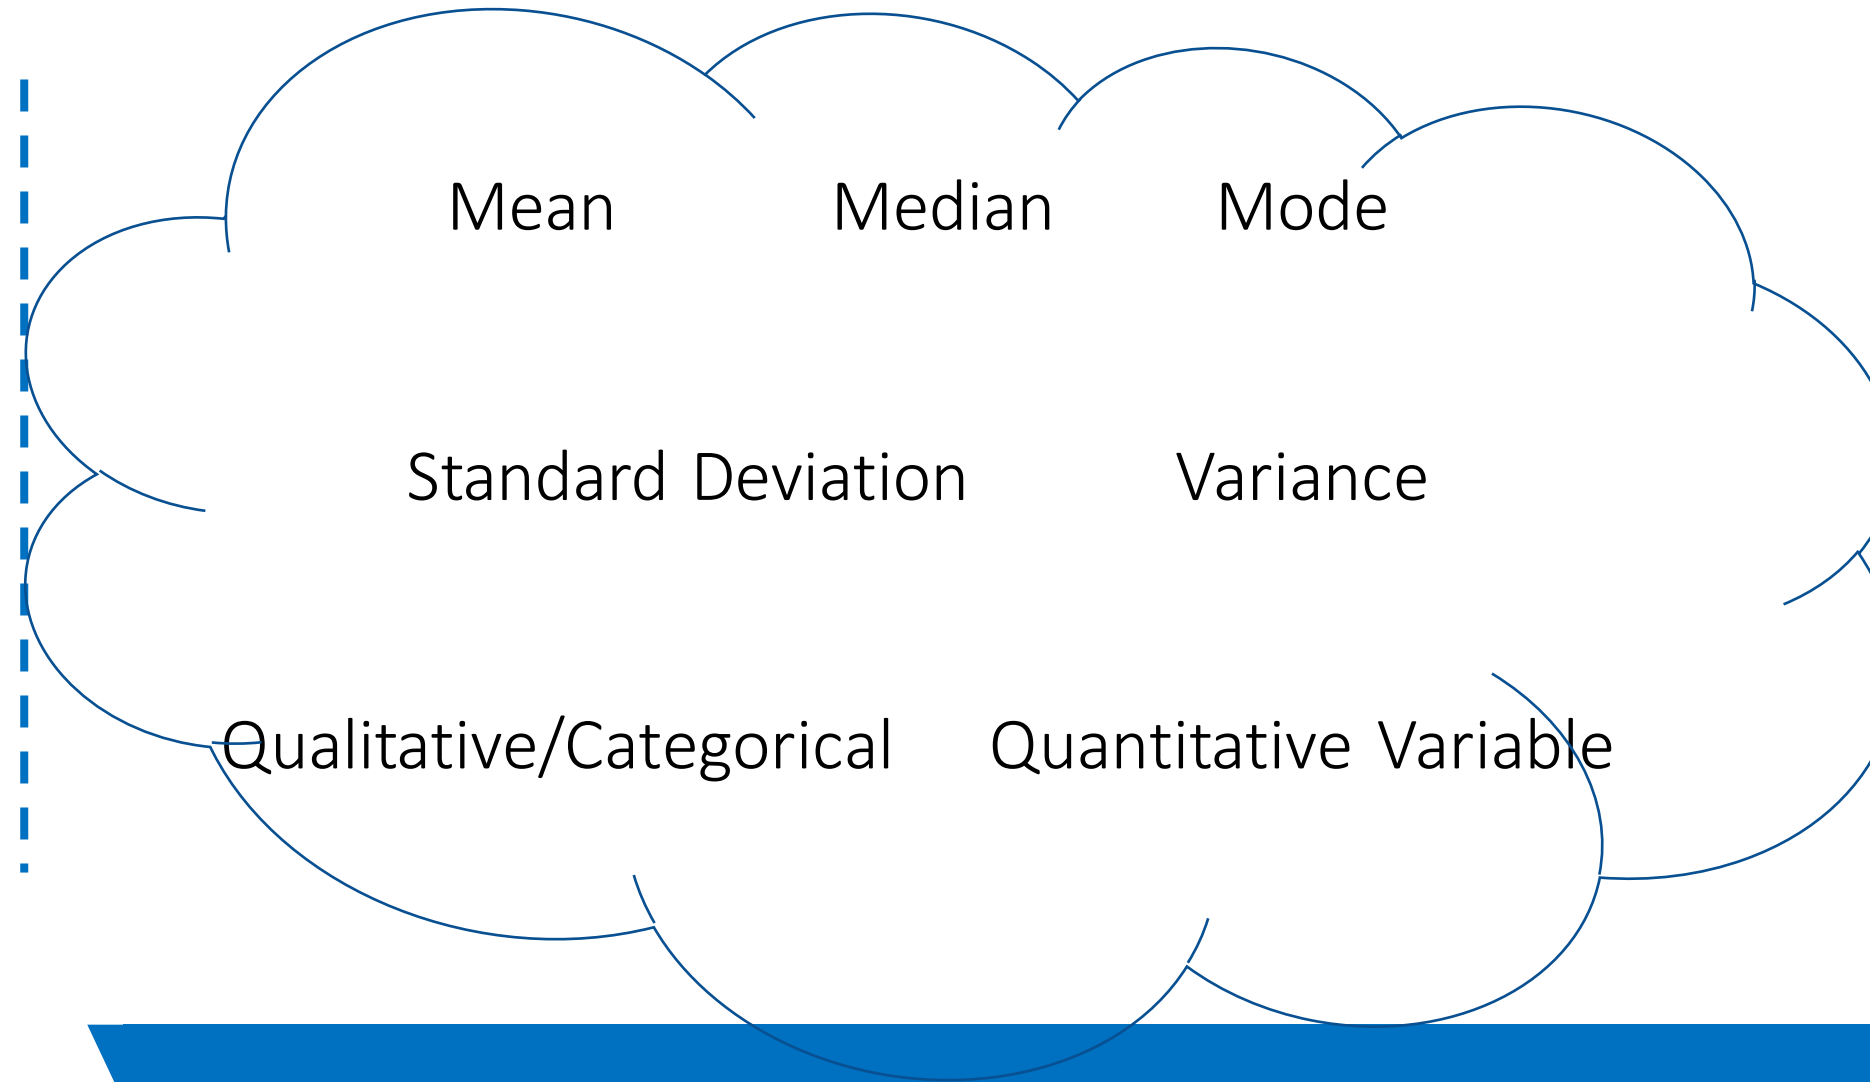 Mean Median Mode
Standard Deviation Variance
Qualitative/Categorical Quantitative Variable